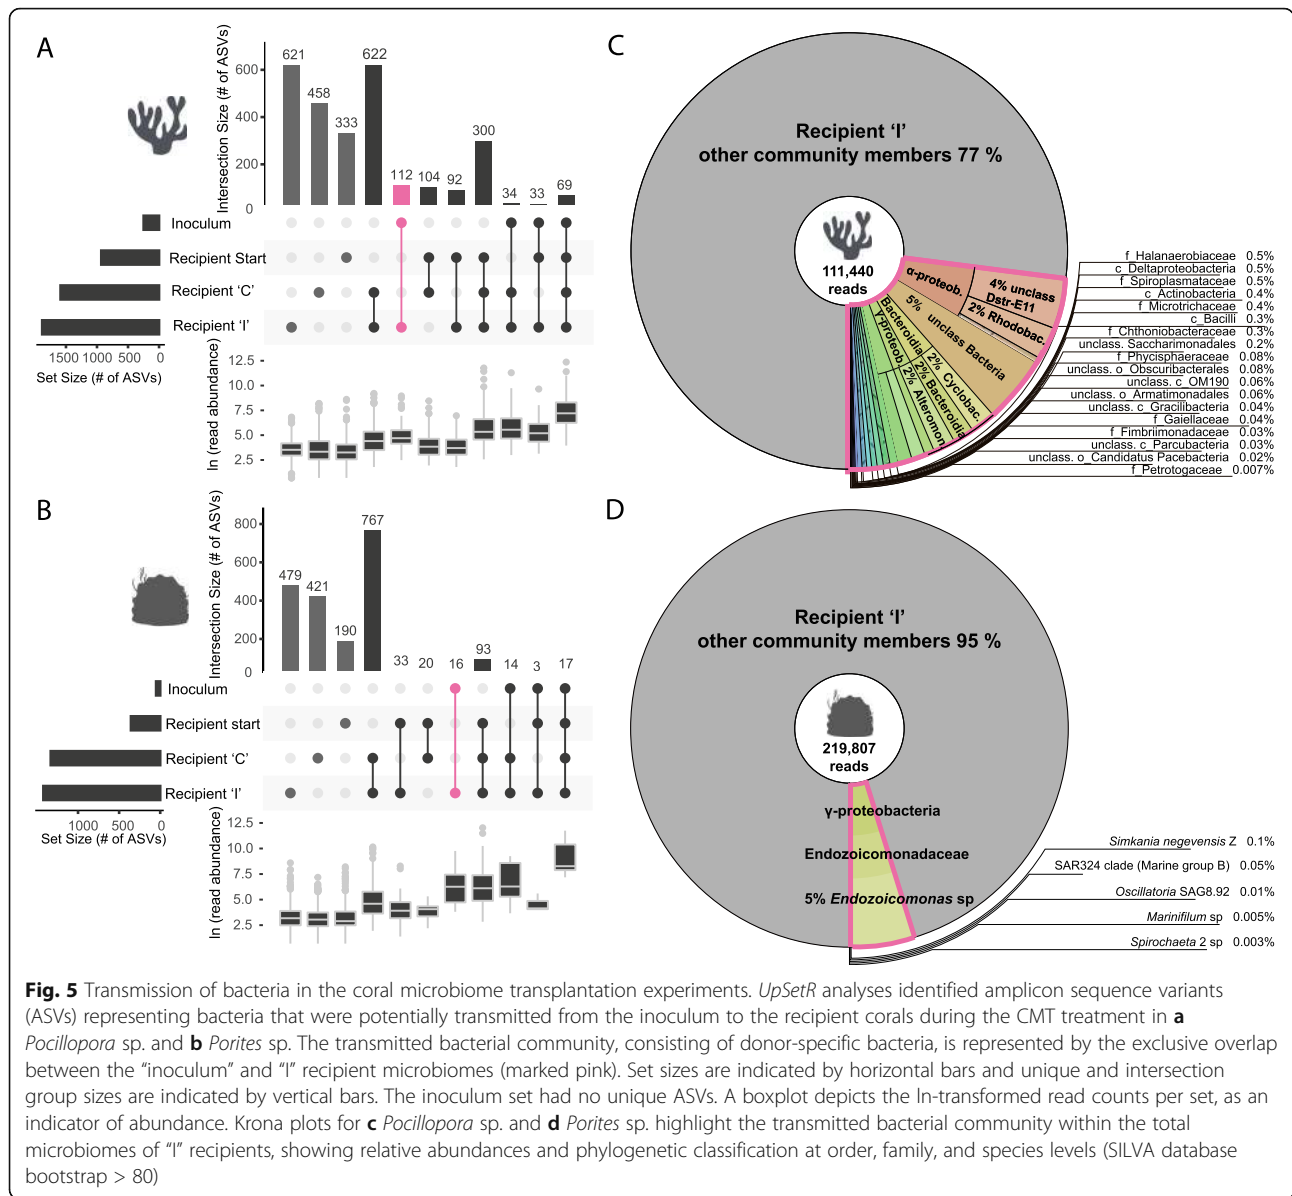 A
Intersection Size (# of ASVs)
600
400
200
0
621
458
333
622
112
104
92
300
34
33
69
Inoculum
Recipient Start
Recipient ‘C’
Recipient ‘I’
1500 1000 500 0
Set Size (# of ASVs)
ln (read abundance)
12.5
10.0
7.5
5.0
2.5
B
Intersection Size (# of ASVs)
800
600
400
200
0
479
421
190
767
33
20
16
93
14
3
17
Inoculum
Recipient start
Recipient ‘C’
Recipient ‘I’
1000 500 0
Set Size (# of ASVs)
ln (read abundance)
12.5
10.0
7.5
5.0
2.5
C
Recipient ‘I’
other community members 77 %
111,440
reads
α-proteob.
4% unclass
Dstr-E11
2% Rhodobac.
5% unclass Bacteria
Bacteroidia
2% Cyclobac.
2% Bacteroidia
γ-proteob.
2% Alteromon.
f_Halanaerobiaceae 0.5%
c_Deltaproteobacteria 0.5%
f_Spiroplasmataceae 0.5%
c_Actinobacteria 0.4%
f_Microtrichaceae 0.4%
c_Bacilli 0.3%
f_Chthoniobacteraceae 0.3%
unclass. Saccharimonadales 0.2%
f_Phycisphaeraceae 0.08%
unclass. o_Obscuribacterales 0.08%
unclass. c_OM190 0.06%
unclass. o_Armatimonadales 0.06%
unclass. c_Gracilibacteria 0.04%
f_Gaiellaceae 0.04%
f_Fimbriimonadaceae 0.03%
unclass. c_Parcubacteria 0.03%
unclass. o_Candidatus Pacebacteria 0.02%
f_Petrotogaceae 0.007%
D
Recipient ‘I’
other community members 95 %
219,807
reads
γ-proteobacteria
Endozoicomonadaceae
5% Endozoicomonas sp
Simkania negevensis Z 0.1%
SAR324 clade (Marine group B) 0.05%
Oscillatoria SAG8.92 0.01%
Marinifilum sp 0.005%
Spirochaeta 2 sp 0.003%
Fig. 5 Transmission of bacteria in the coral microbiome transplantation experiments. UpSetR analyses identified amplicon sequence variants
(ASVs) representing bacteria that were potentially transmitted from the inoculum to the recipient corals during the CMT treatment in a
Pocillopora sp. and b Porites sp. The transmitted bacterial community, consisting of donor-specific bacteria, is represented by the exclusive overlap
between the “inoculum” and “I” recipient microbiomes (marked pink). Set sizes are indicated by horizontal bars and unique and intersection
group sizes are indicated by vertical bars. The inoculum set had no unique ASVs. A boxplot depicts the ln-transformed read counts per set, as an
indicator of abundance. Krona plots for c Pocillopora sp. and d Porites sp. highlight the transmitted bacterial community within the total
microbiomes of “I” recipients, showing relative abundances and phylogenetic classification at order, family, and species levels (SILVA database
bootstrap > 80)